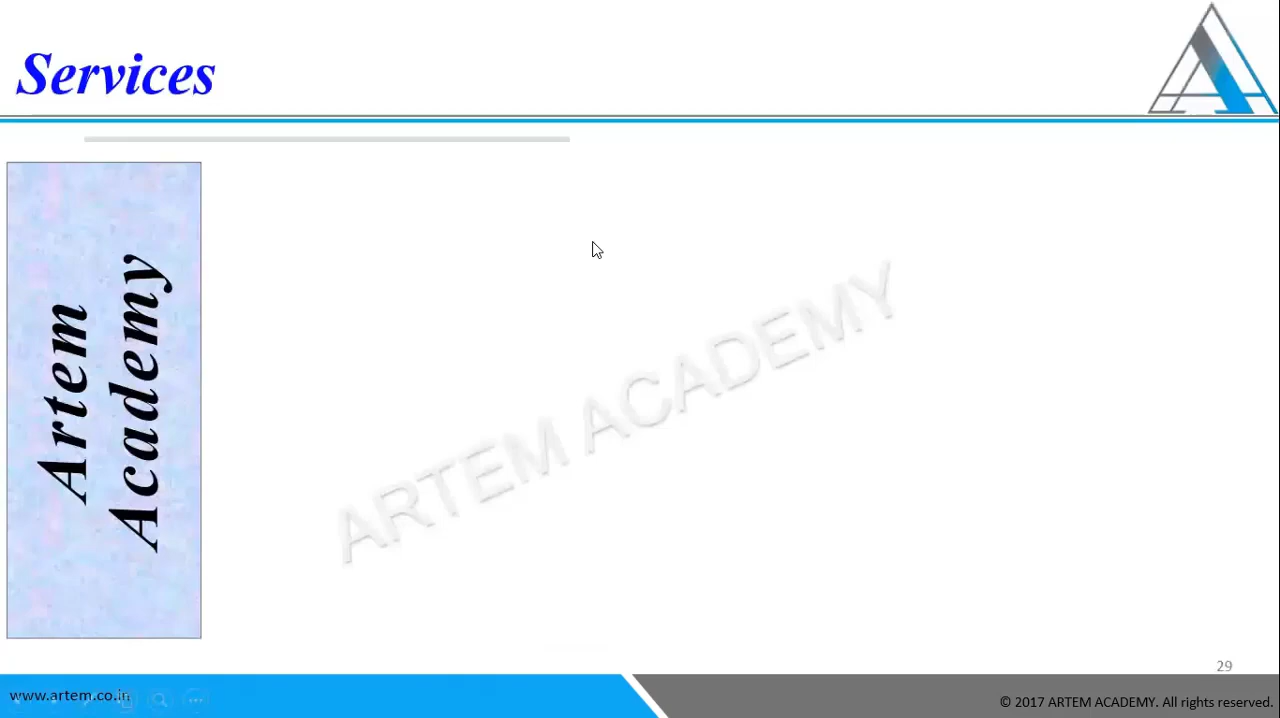 Services
Artem
Academy
ARTEM ACADEMY
29
www.artem.co.in
© 2017 ARTEM ACADEMY. All rights reserved.